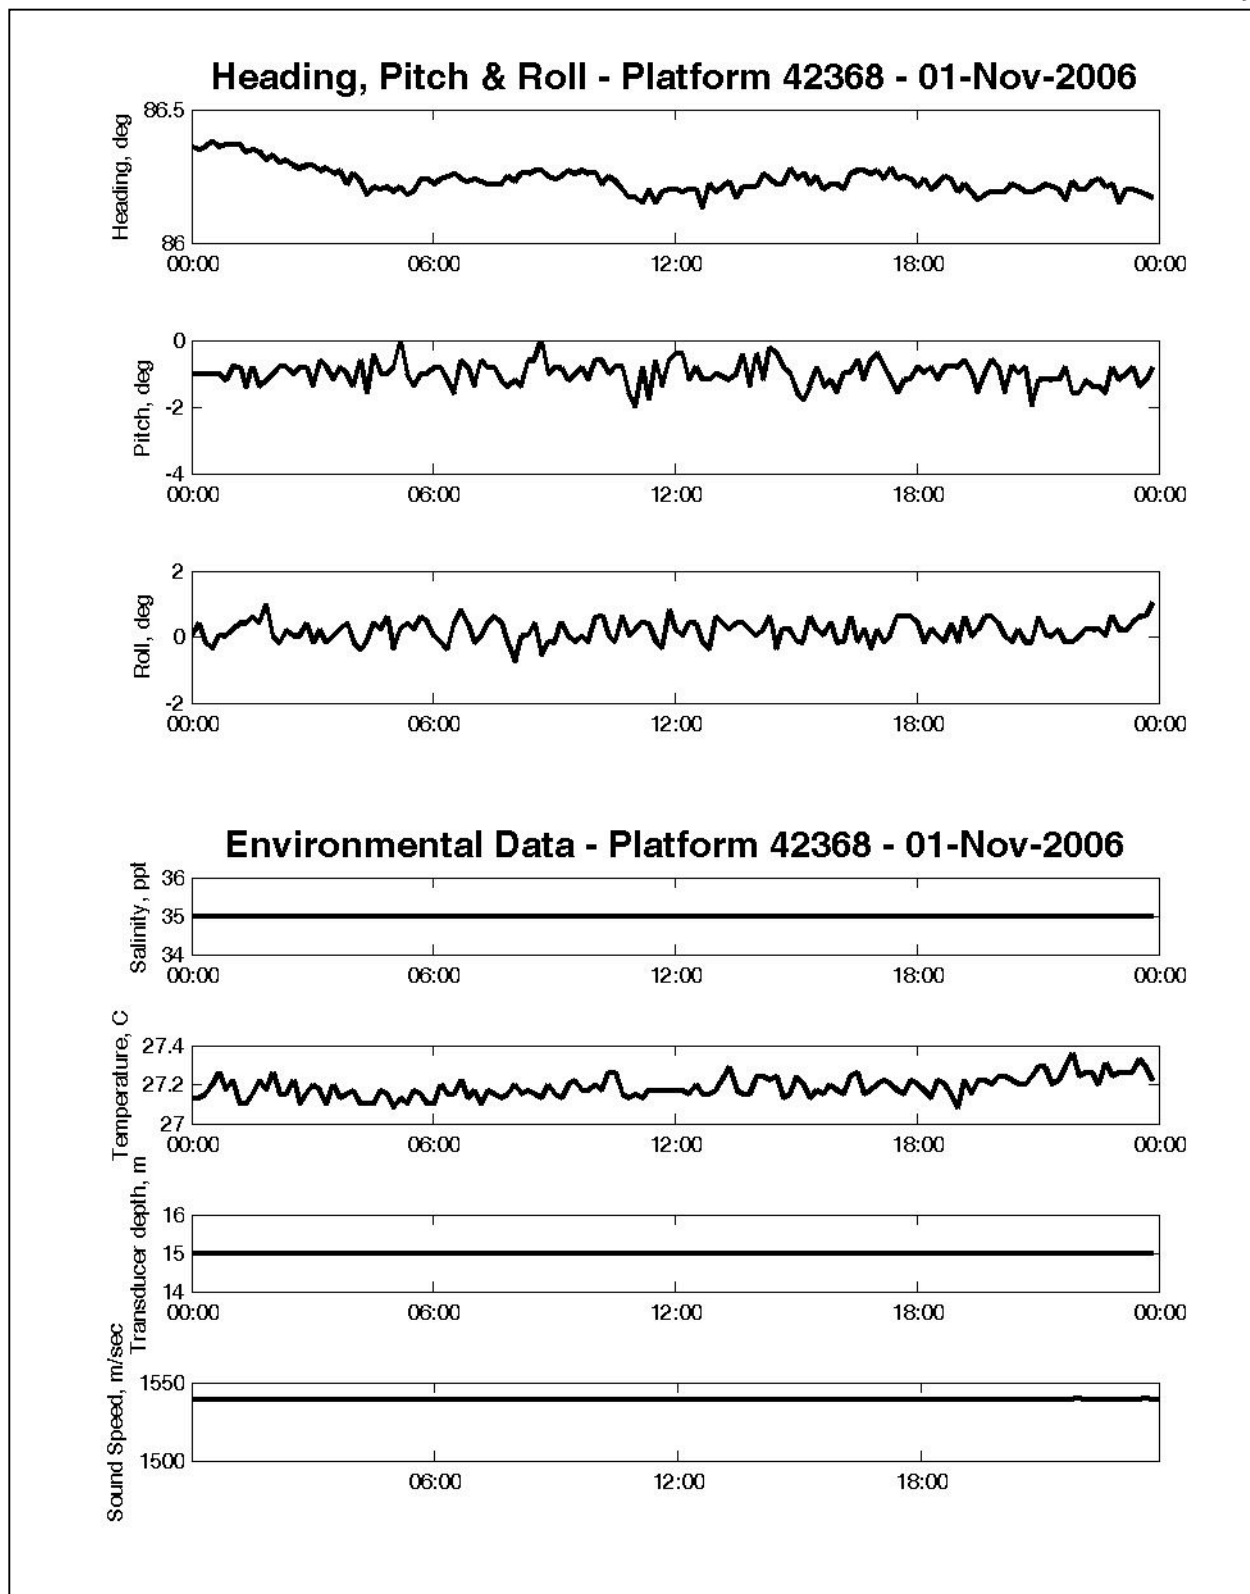 Heading, Pitch & Roll - Platform 42368 - 01-Nov-2006
Heading, deg
86.5
86
00:00 06:00 12:00 18:00 00:00
Pitch, deg
0
-2
-4
00:00 06:00 12:00 18:00 00:00
Roll, deg
2
0
-2
00:00 06:00 12:00 18:00 00:00
Environmental Data - Platform 42368 - 01-Nov-2006
Salinity, ppt
36
35
34
00:00 06:00 12:00 18:00 00:00
Temperature, C
27.4
27.2
27
00:00 06:00 12:00 18:00 00:00
Transducer depth, m
16
15
14
00:00 06:00 12:00 18:00 00:00
Sound Speed, m/sec
1550
1500
06:00 12:00 18:00